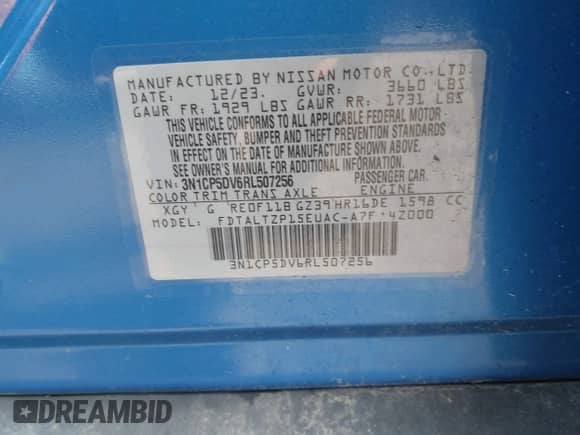 MANUFACTURED BY NISSAN MOTOR CO., LTD.
DATE: 12/23. GVWR: 3660 LBS
GAWR FR: 1929 LBS GAWR RR: 1731 LBS
THIS VEHICLE CONFORMS TO ALL APPLICABLE FEDERAL MOTOR
VEHICLE SAFETY, BUMPER AND THEFT PREVENTION STANDARDS
IN EFFECT ON THE DATE OF MANUFACTURE SHOWN ABOVE.
SEE OWNER'S MANUAL FOR ADDITIONAL INFORMATION.
VIN: 3N1CP5DV6RL507256 PASSENGER CAR.
COLOR TRIM TRANS AXLE ENGINE
XGY G RE0F11B GZ39 HR16DE 1598 CC
MODEL: FDTALTZP15EUAC-A7F 4Z000
3N1CP5DV6RL507256
DREAMBID